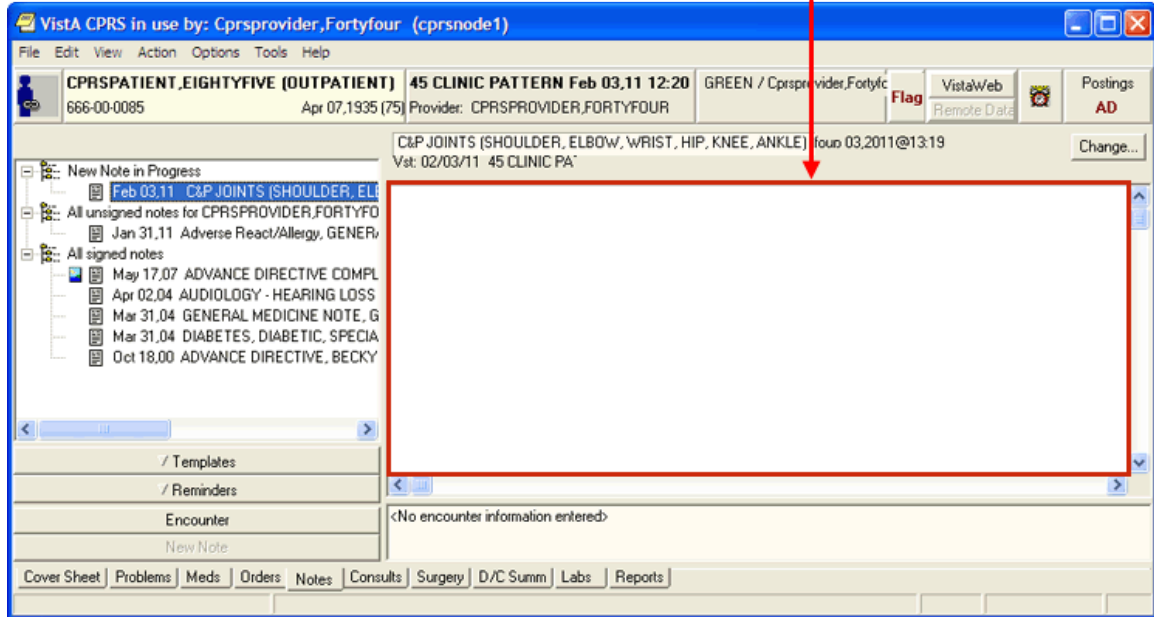 VistA CPRS in use by: Cprsprovider,Fortyfour (cprsnode1)
File Edit View Action Options Tools Help
CPRSPATIENT,EIGHTYFIVE (OUTPATIENT) 45 CLINIC PATTERN Feb 03,11 12:20 GREEN / Cprsprovider,Fortyfc Flag VistaWeb Postings
666-00-0085 Apr 07,1935 (75) Provider: CPRSPROVIDER,FORTYFOUR Remote Data AD
C&P JOINTS (SHOULDER, ELBOW, WRIST, HIP, KNEE, ANKLE) 03,2011@13:19 Change...
Vst: 02/03/11 45 CLINIC PA
New Note in Progress
Feb 03,11 C&P JOINTS (SHOULDER, ELE
All unsigned notes for CPRSPROVIDER,FORTYFO
Jan 31,11 Adverse React/Allergy, GENER
All signed notes
May 17,07 ADVANCE DIRECTIVE COMPL
Apr 02,04 AUDIOLOGY - HEARING LOSS
Mar 31,04 GENERAL MEDICINE NOTE, G
Mar 31,04 DIABETES, DIABETIC, SPECIA
Oct 18,00 ADVANCE DIRECTIVE, BECKY
/ Templates
/ Reminders
Encounter
<No encounter information entered>
New Note
Cover Sheet Problems Meds Orders Notes Consults Surgery D/C Summ Labs Reports